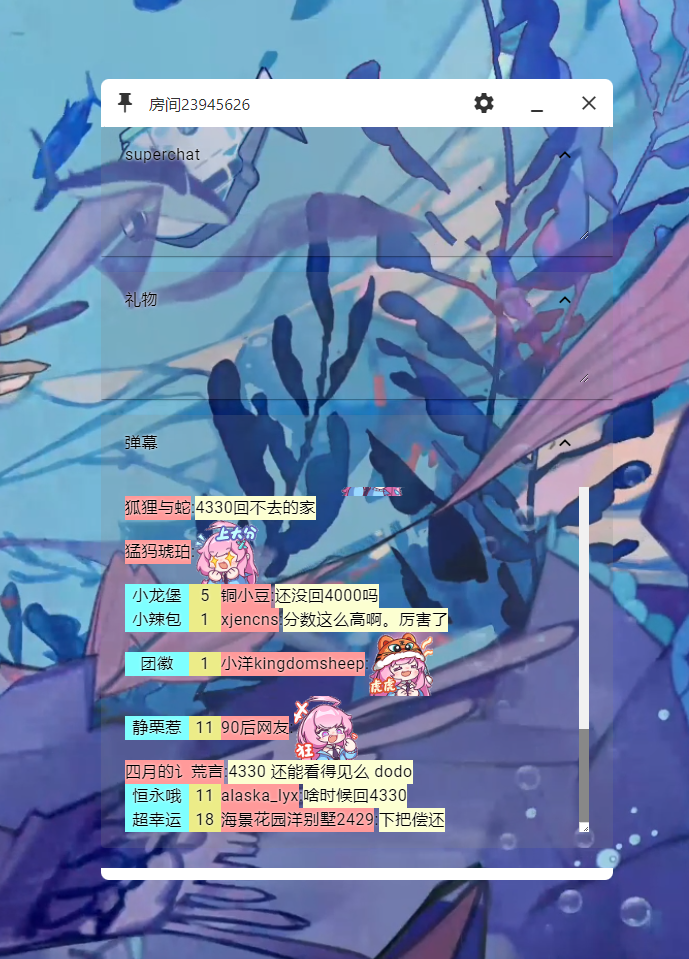 房间23945626
superchat
礼物
弹幕
狐狸与蛇:4330回不去的家
猛犸琥珀: 上大分
小龙堡 5 铜小豆:还没回4000吗
小辣包 1 xjencns:分数这么高啊。厉害了
团徽 1 小洋kingdomsheep: 虎虎
静栗惹 11 90后网友: 狂
四月的讠荒言:4330 还能看得见么 dodo
恒永哦 11 alaska_lyx:啥时候回4330
超幸运 18 海景花园洋别墅2429:下把偿还